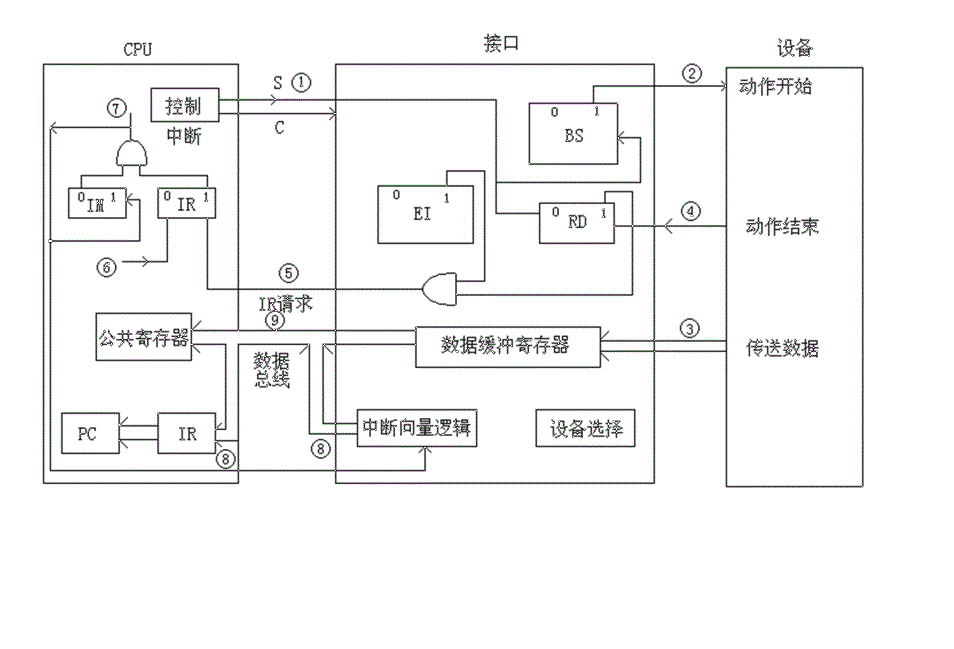 CPU
接口
设备
S ①
②
动作开始
控制
⑦
C
中断
0 1
BS
0 IM 1
0 IR 1
0 1
EI
0 1
RD
④
动作结束
⑥
⑤
IR请求
⑨
公共寄存器
数据缓冲寄存器
③
传送数据
数据
总线
PC
IR
中断向量逻辑
设备选择
⑧
⑧